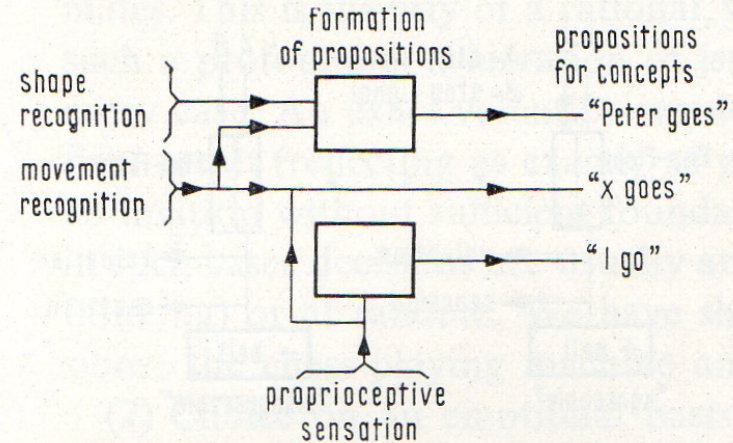 formation
of propositions
propositions
for concepts
shape
recognition
"Peter goes"
movement
recognition
"x goes"
"I go"
proprioceptive
sensation